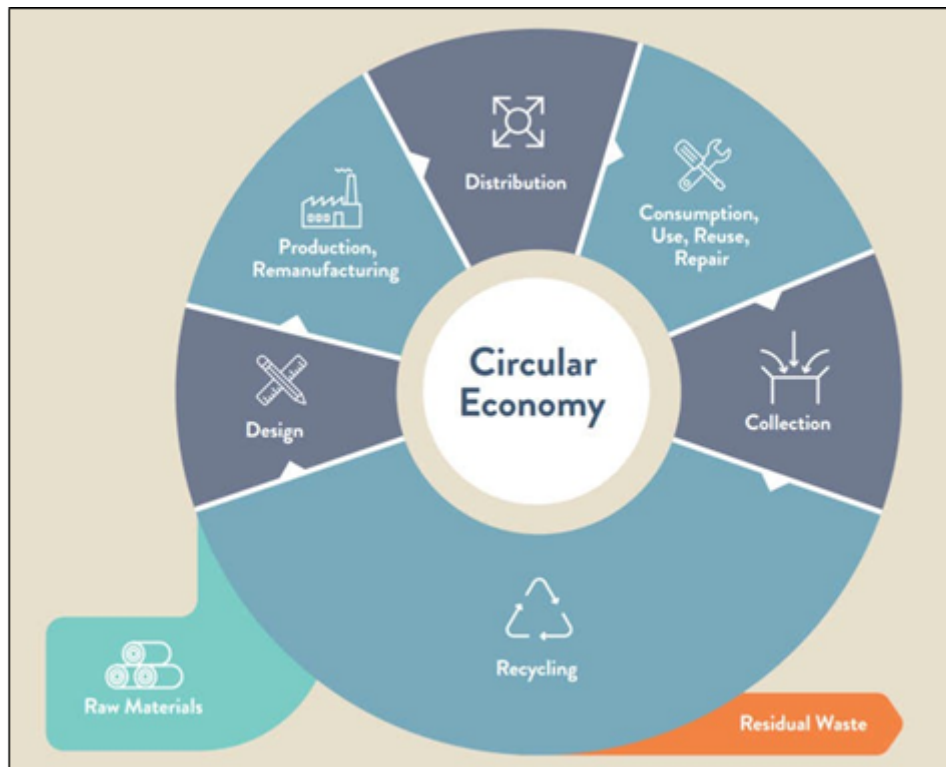 Distribution
Consumption,
Use, Reuse,
Repair
Production,
Remanufacturing
Circular
Economy
Collection
Design
Recycling
Raw Materials
Residual Waste